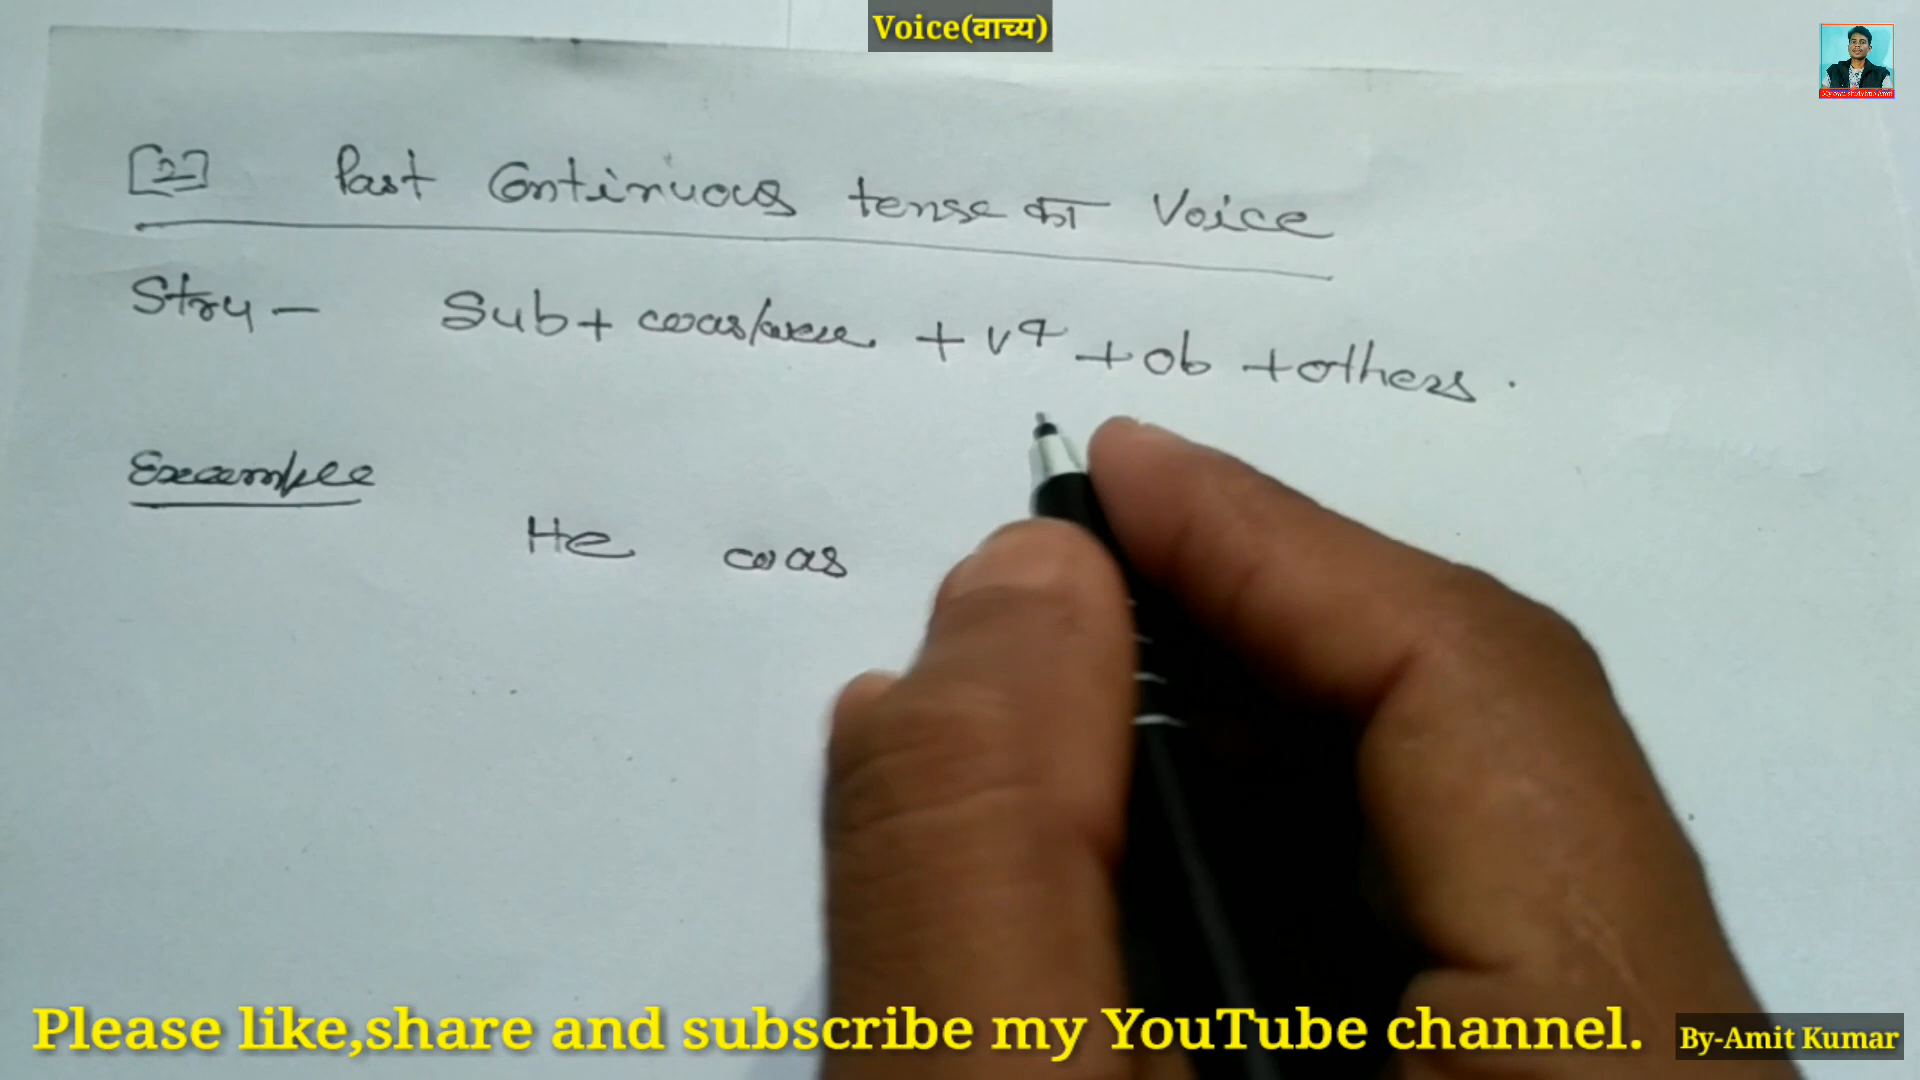 Voice(वाच्य)
[2] Past Continuous tense का Voice
Stru - Sub + was/were + v4 + ob + others.
Example
He was
Please like,share and subscribe my YouTube channel.
By-Amit Kumar